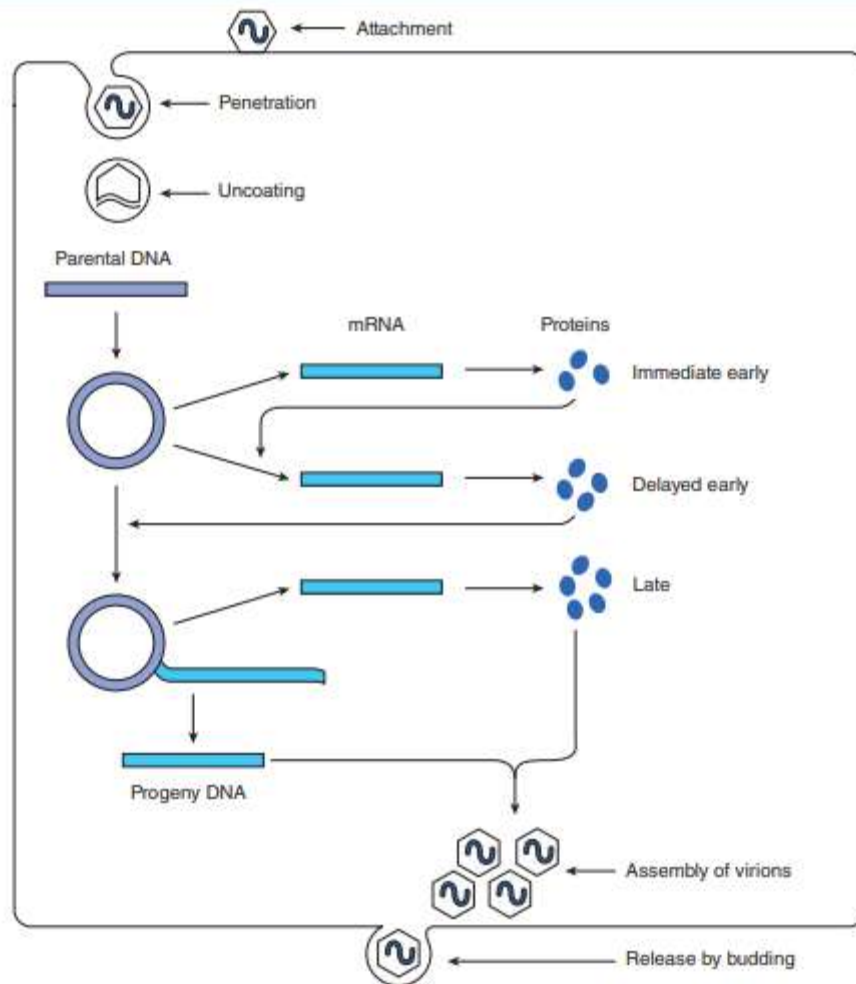 Attachment
Penetration
Uncoating
Parental DNA
mRNA
Proteins
Immediate early
Delayed early
Late
Progeny DNA
Assembly of virions
Release by budding